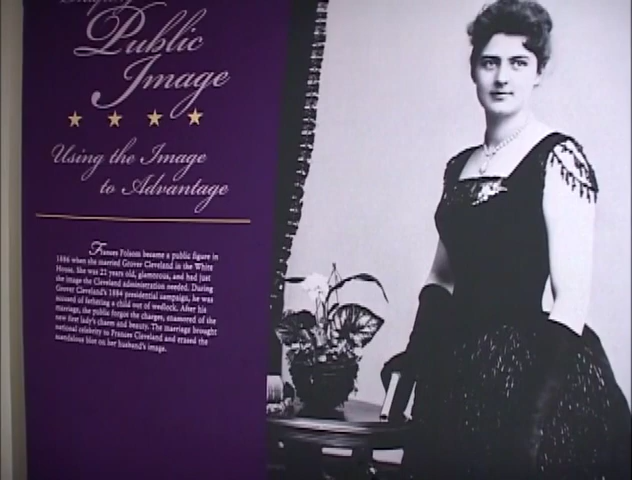 Public
Image
Using the Image
to Advantage
Frances Folsom became a public figure in
1886 when she married Grover Cleveland in the White
House. She was 22 years old, glamorous, and had just
the image the Cleveland administration needed. During
Grover Cleveland's 1884 presidential campaign, he was
accused of fathering a child out of wedlock. After his
marriage, the public forgot the charges, enamored of the
new first lady's charm and beauty. The marriage brought
national celebrity to Frances Cleveland and erased the
scandalous blot on her husband's image.